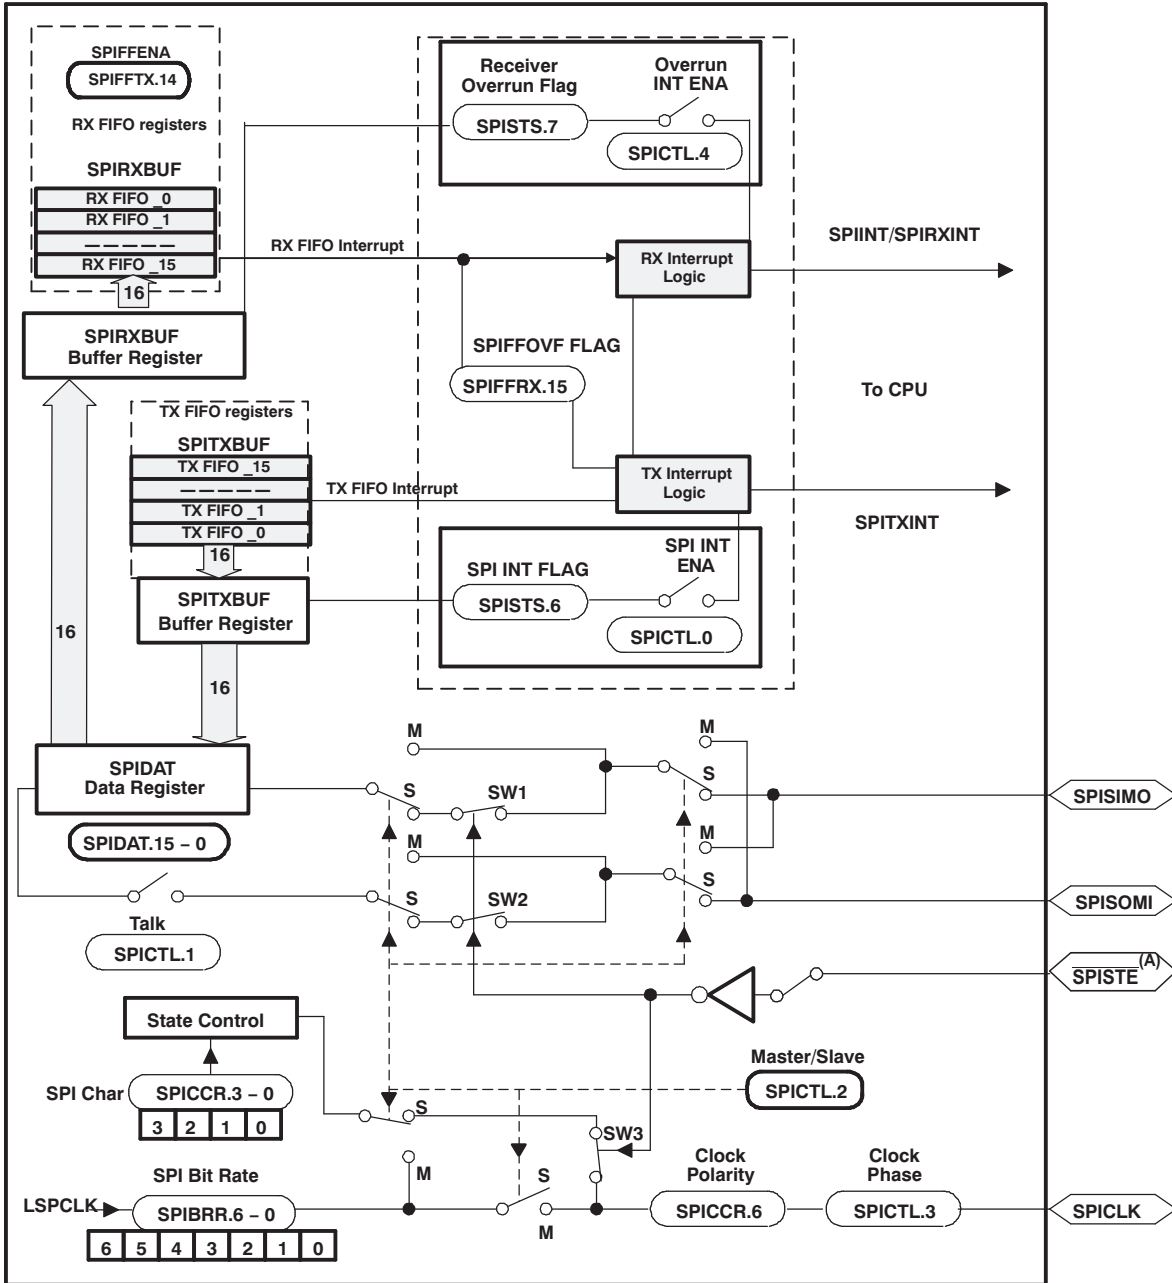 SPIFFENA
SPIFFTX.14
RX FIFO registers
SPIRXBUF
RX FIFO _0
RX FIFO _1
– – – – –
RX FIFO _15
16
SPIRXBUF
Buffer Register
Receiver
Overrun Flag
SPISTS.7
Overrun
INT ENA
SPICTL.4
RX FIFO Interrupt
RX Interrupt
Logic
SPIINT/SPIRXINT
SPIFFOVF FLAG
SPIFFRX.15
To CPU
TX FIFO registers
SPITXBUF
TX FIFO _15
– – – – –
TX FIFO _1
TX FIFO _0
16
TX FIFO Interrupt
TX Interrupt
Logic
SPITXINT
SPITXBUF
Buffer Register
SPI INT FLAG
SPISTS.6
SPI INT
ENA
SPICTL.0
16
16
SPIDAT
Data Register
SPIDAT.15 – 0
M
S
SW1
M
S
SPISIMO
M
S
SW2
M
S
SPISOMI
Talk
SPICTL.1
SPISTE
(A)
State Control
Master/Slave
SPICTL.2
SPI Char
SPICCR.3 – 0
3 2 1 0
S
M
SW3
SPI Bit Rate
LSPCLK
SPIBRR.6 – 0
6 5 4 3 2 1 0
S
M
Clock
Polarity
SPICCR.6
Clock
Phase
SPICTL.3
SPICLK